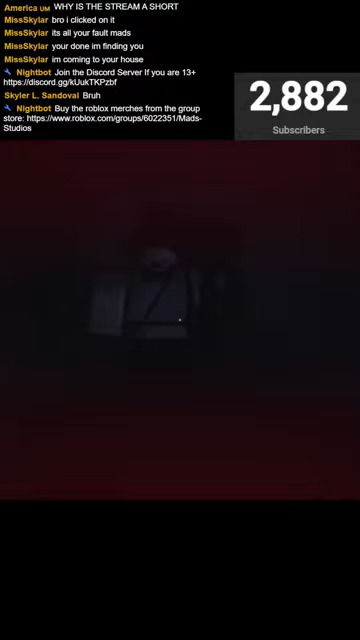 America UM WHY IS THE STREAM A SHORT
MissSkylar bro i clicked on it
MissSkylar its all your fault mads
MissSkylar your done im finding you
MissSkylar im coming to your house
Nightbot Join the Discord Server If you are 13+
https://discord.gg/kUukTKPzbf
Skyler L. Sandoval Bruh
Nightbot Buy the roblox merches from the group
store: https://www.roblox.com/groups/6022351/Mads-
Studios
2,882
Subscribers